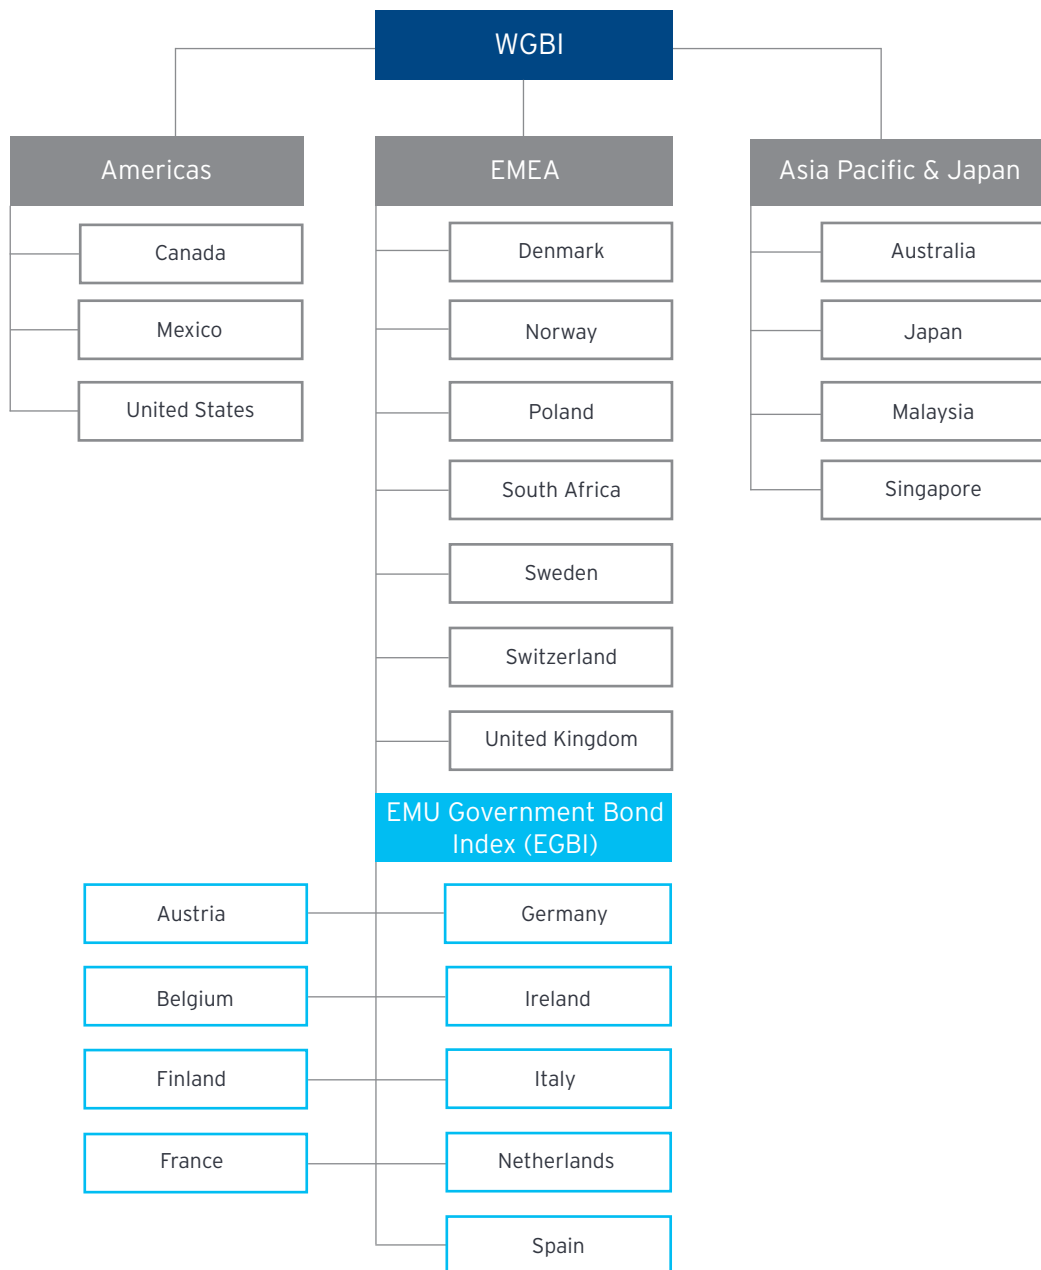 WGBI
Americas
Canada
Mexico
United States
EMEA
Denmark
Norway
Poland
South Africa
Sweden
Switzerland
United Kingdom
EMU Government Bond
Index (EGBI)
Austria
Belgium
Finland
France
Germany
Ireland
Italy
Netherlands
Spain
Asia Pacific & Japan
Australia
Japan
Malaysia
Singapore